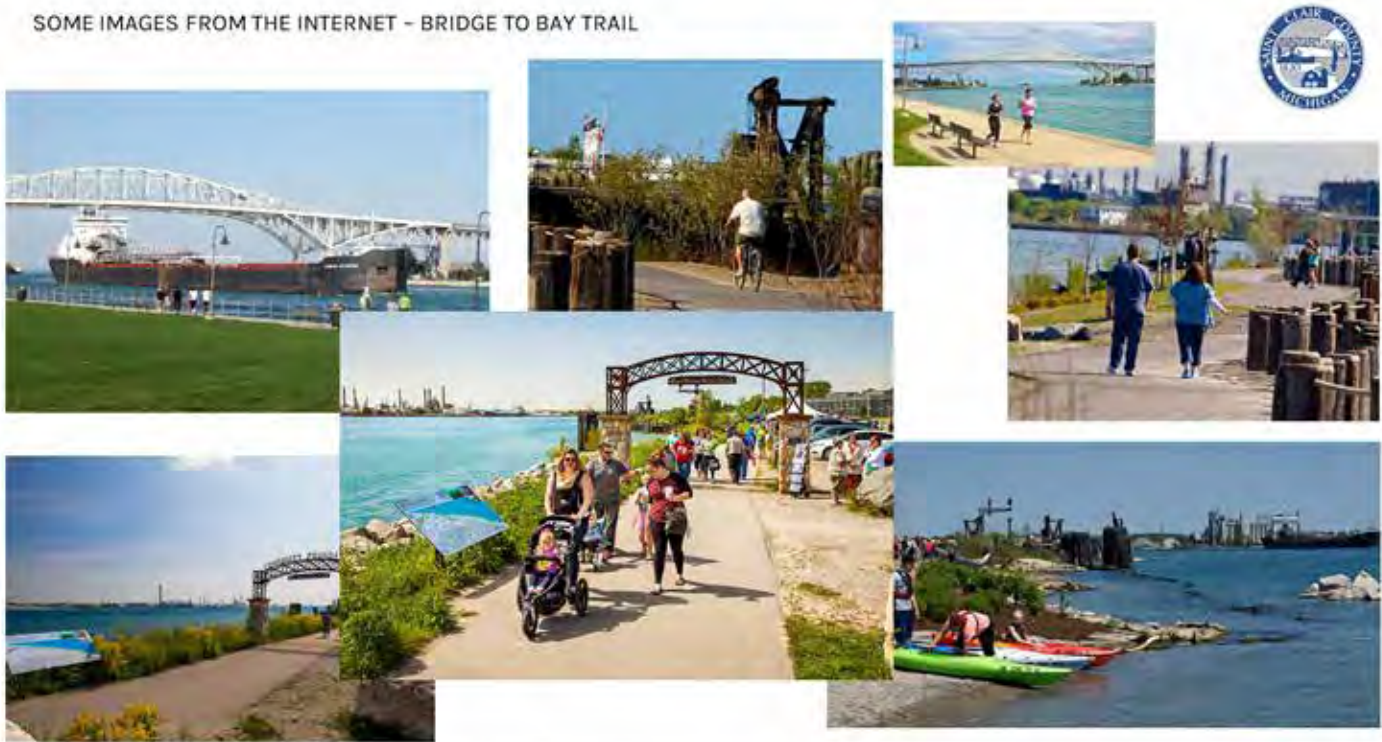 SOME IMAGES FROM THE INTERNET – BRIDGE TO BAY TRAIL
SAINT CLAIR COUNTY
MICHIGAN